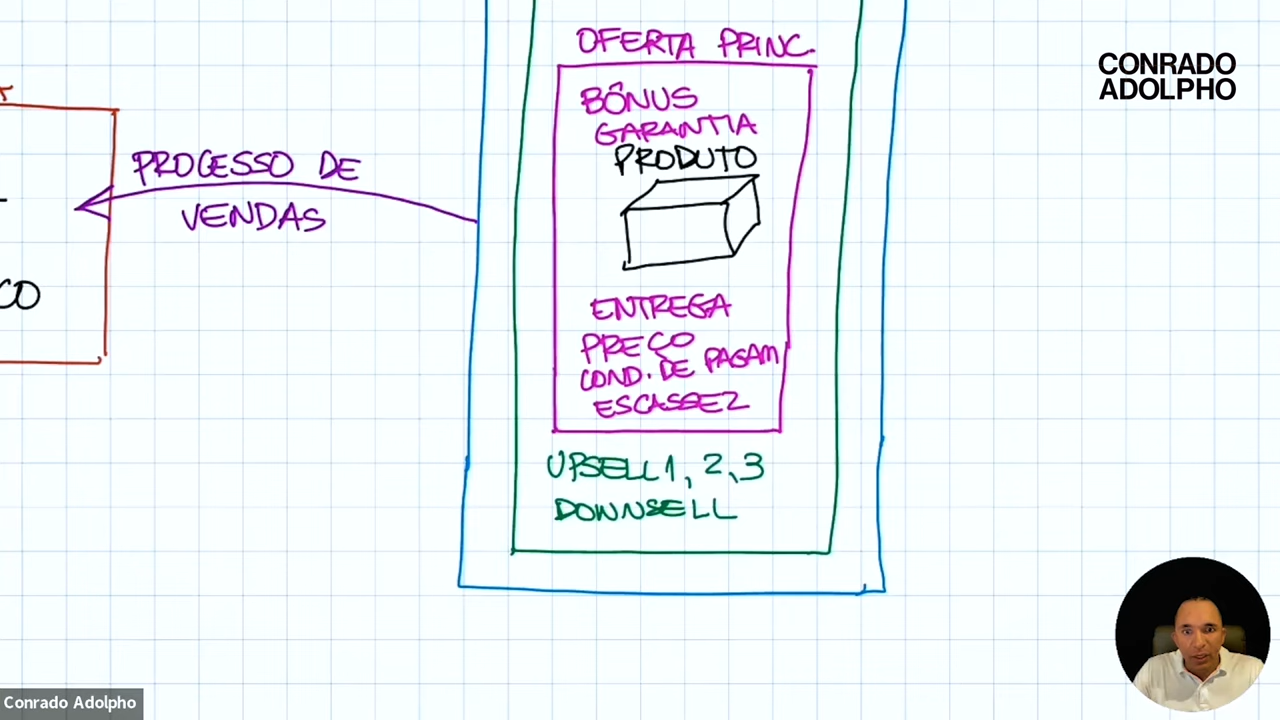 OFERTA PRINC.
CONRADO
ADOLPHO
BÔNUS
GARANTIA
PRODUTO
PROCESSO DE
VENDAS
CO
ENTREGA
PREÇO
COND. DE PAGAM
ESCASSEZ
UPSELL 1, 2, 3
DOWNSELL
Conrado Adolpho